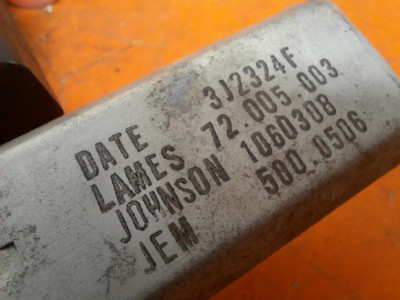 DATE 3J2324F
LAMES 72.005.003
JOHNSON 1060308
JEM 500.0506